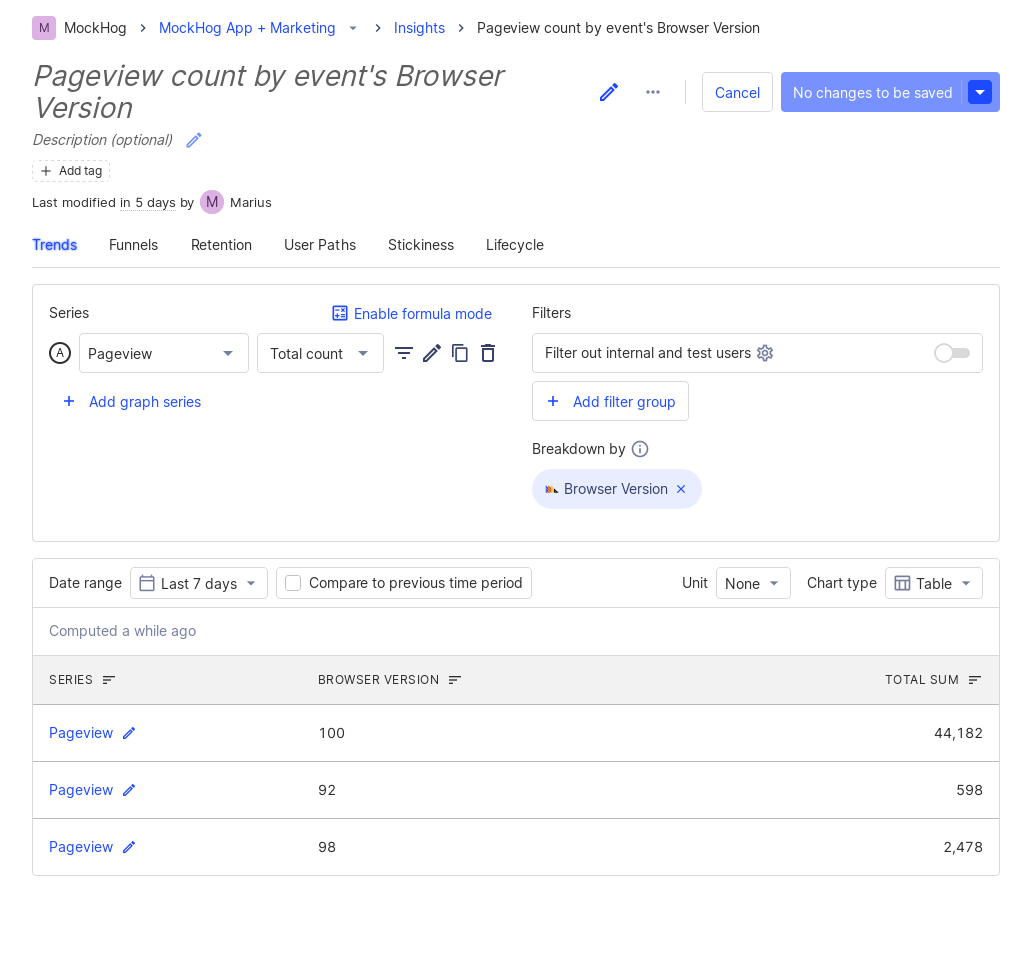 M MockHog MockHog App + Marketing Insights Pageview count by event's Browser Version
Pageview count by event's Browser
Version
Cancel No changes to be saved
Description (optional)
Add tag
Last modified in 5 days by M Marius
Trends Funnels Retention User Paths Stickiness Lifecycle
Series Enable formula mode Filters
A Pageview Total count Filter out internal and test users
Add graph series Add filter group
Breakdown by
Browser Version
Date range Last 7 days Compare to previous time period Unit None Chart type Table
Computed a while ago
SERIES BROWSER VERSION TOTAL SUM
Pageview 100 44,182
Pageview 92 598
Pageview 98 2,478